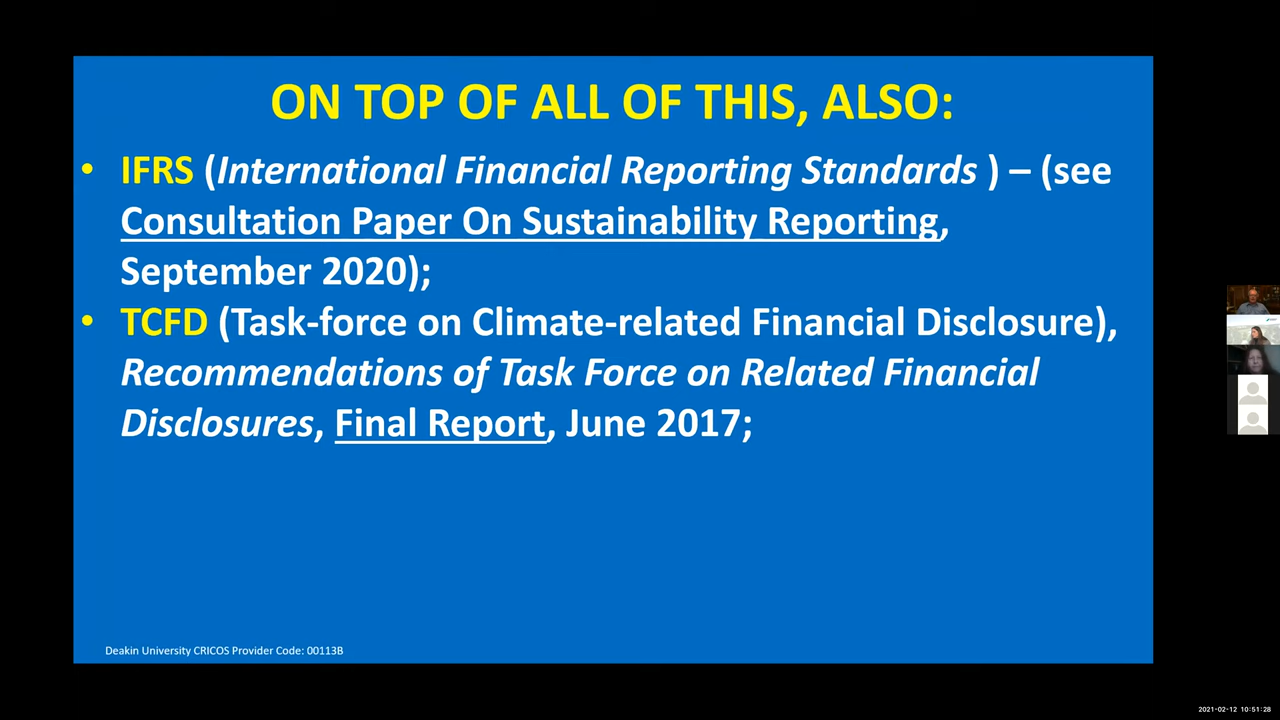 ON TOP OF ALL OF THIS, ALSO:
• IFRS (International Financial Reporting Standards ) – (see
Consultation Paper On Sustainability Reporting,
September 2020);
• TCFD (Task-force on Climate-related Financial Disclosure),
Recommendations of Task Force on Related Financial
Disclosures, Final Report, June 2017;
Deakin University CRICOS Provider Code: 00113B
2021-02-12 10:51:28